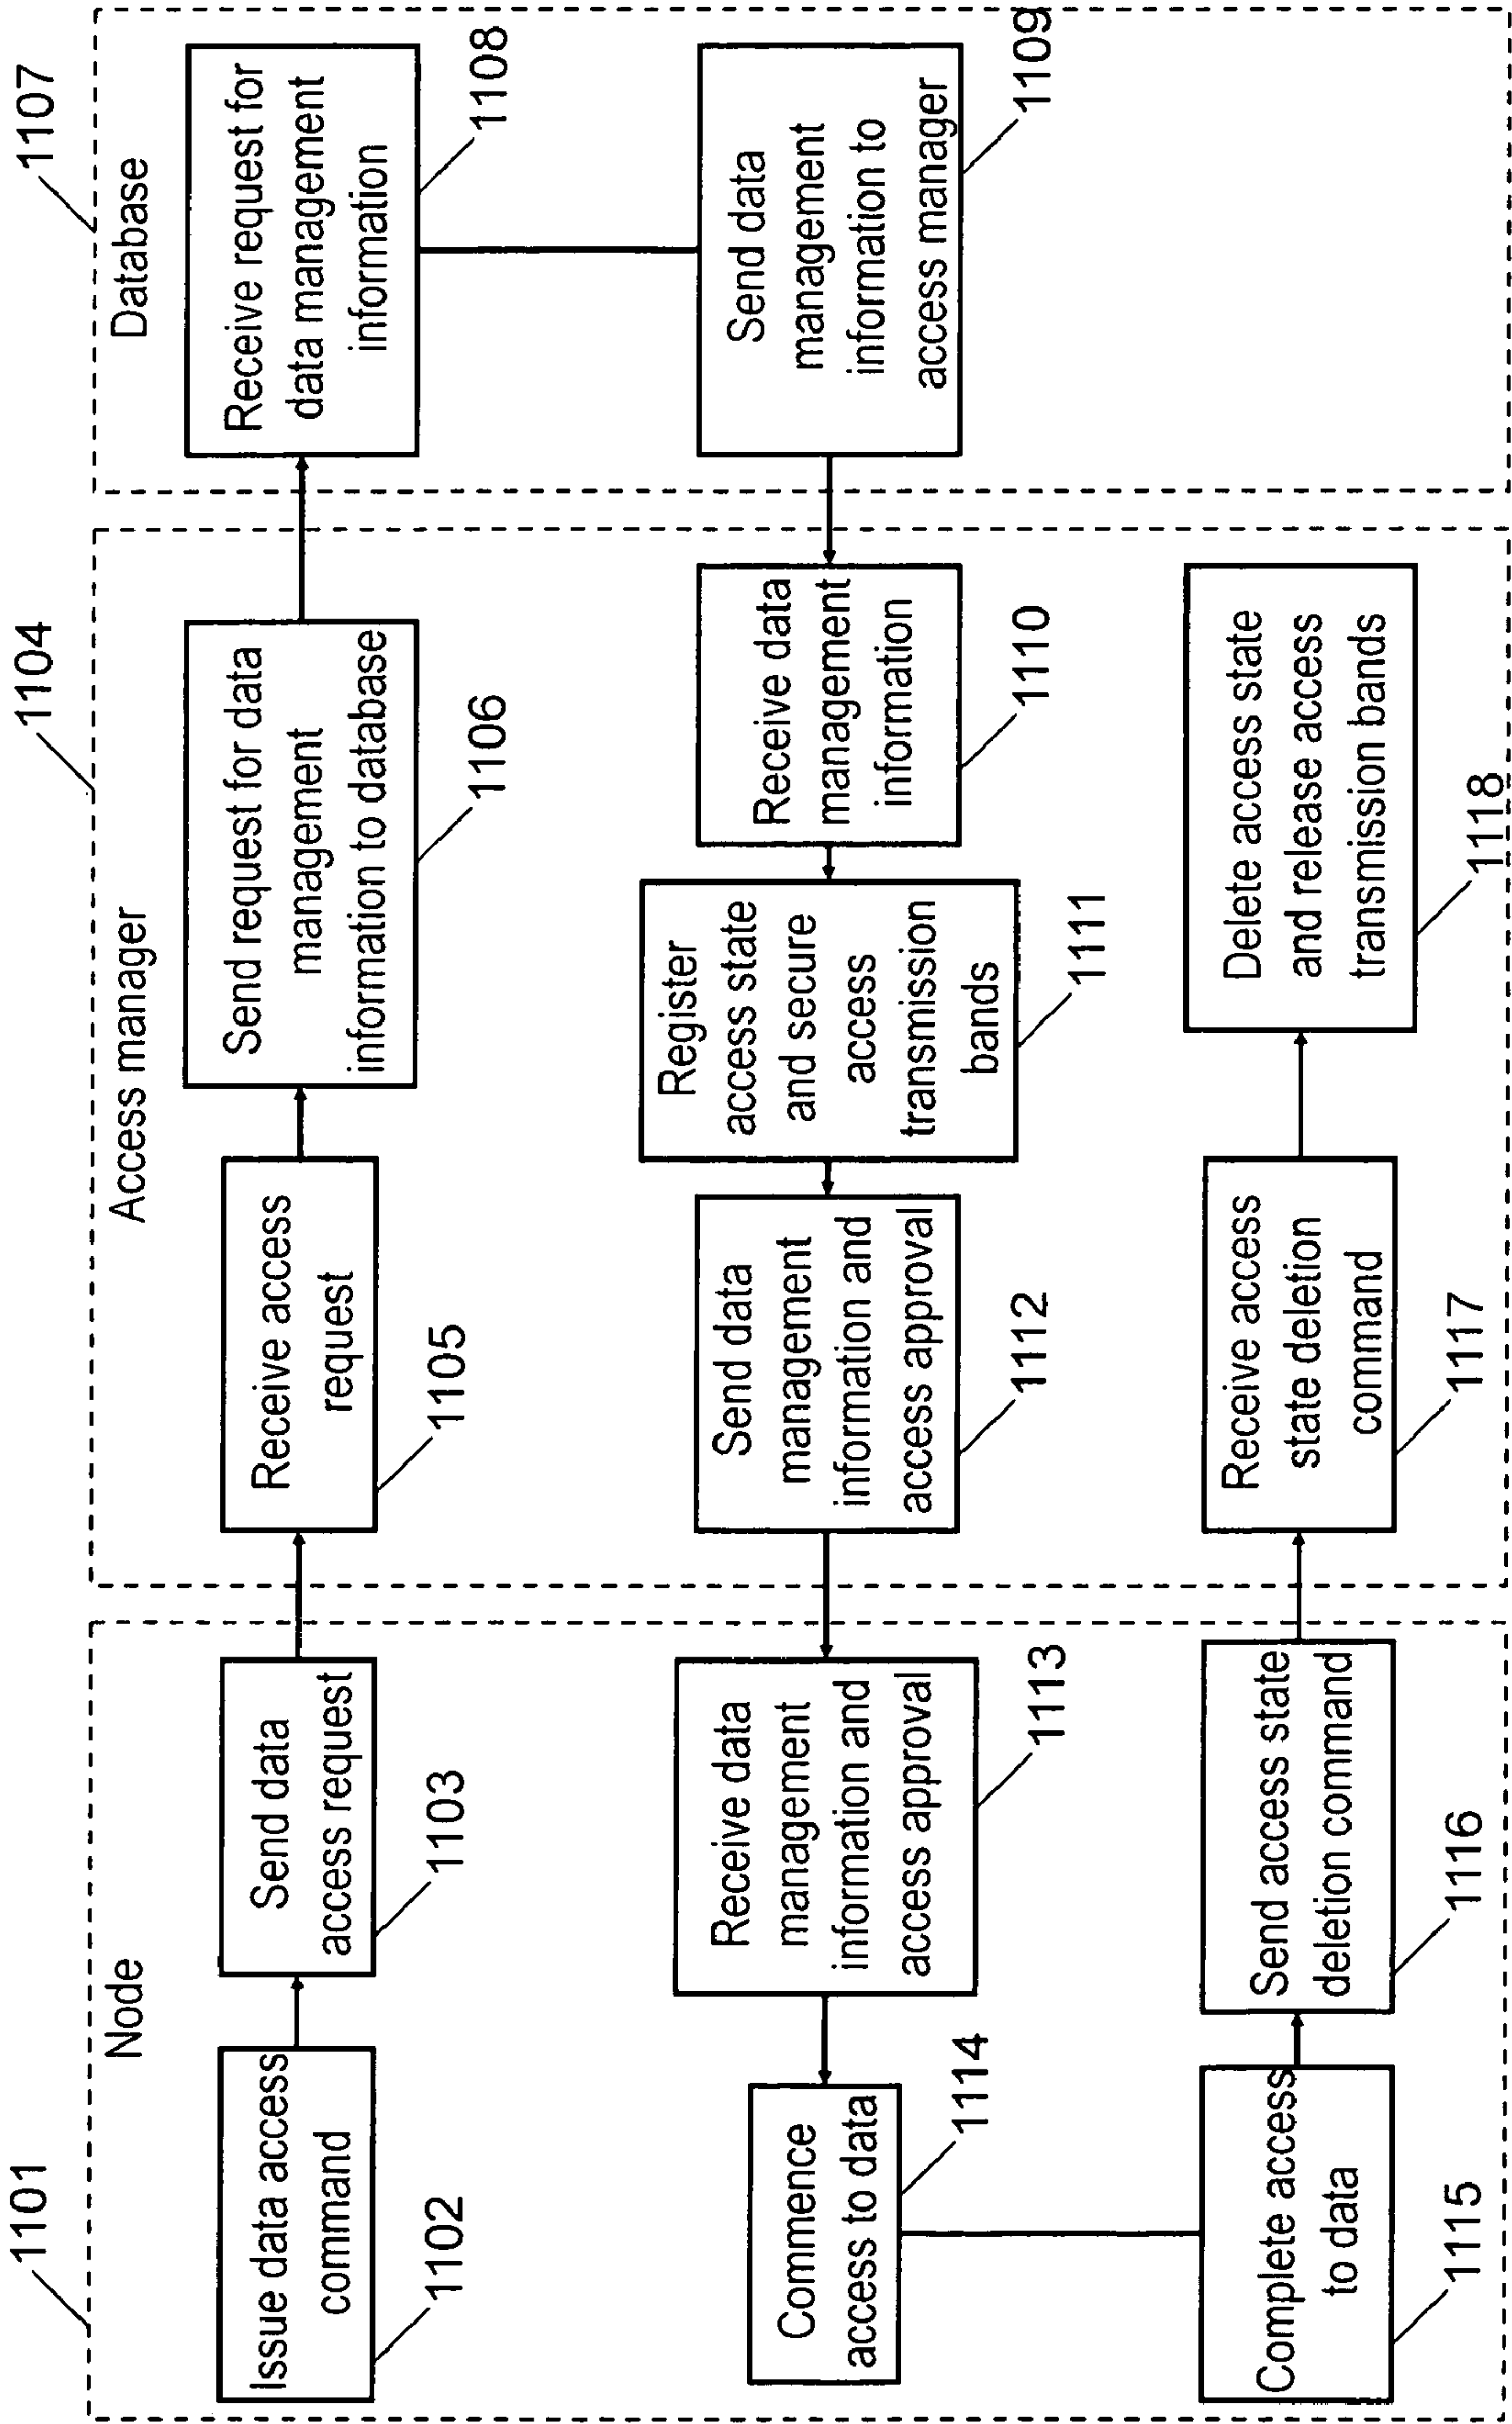 1101
Node
Issue data access
command
1102
Send data
access request
1103
1104
Access manager
Receive access
request
1105
Send request for data
management
information to database
1106
1107
Database
Receive request for
data management
information
1108
Send data
management
information to
access manager
1109
Receive data
management
information
1110
Register
access state
and secure
access
transmission
bands
1111
Send data
management
information and
access approval
1112
Receive data
management
information and
access approval
1113
Commence
access to data
1114
Complete access
to data
1115
Send access state
deletion command
1116
Receive access
state deletion
command
1117
Delete access state
and release access
transmission bands
1118